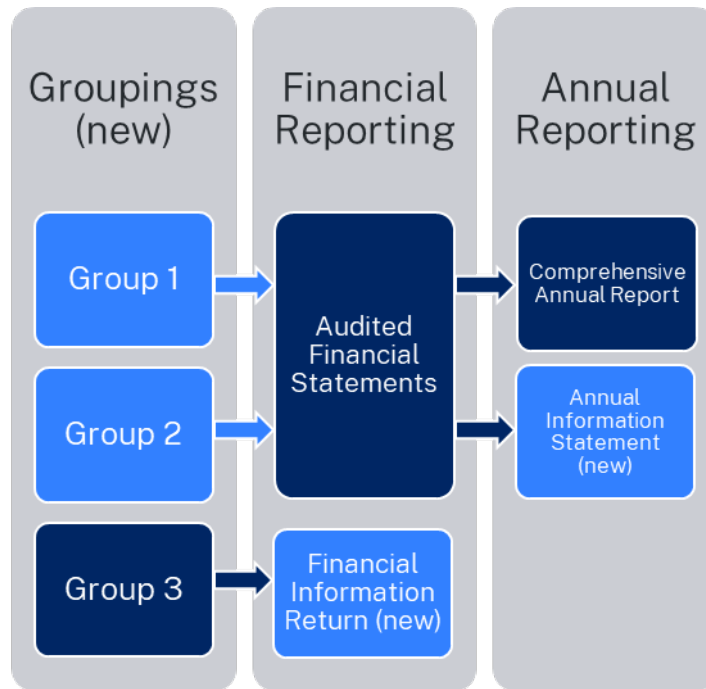 Groupings
(new)
Financial
Reporting
Annual
Reporting
Group 1
Audited
Financial
Statements
Comprehensive
Annual Report
Group 2
Annual
Information
Statement
(new)
Group 3
Financial
Information
Return (new)